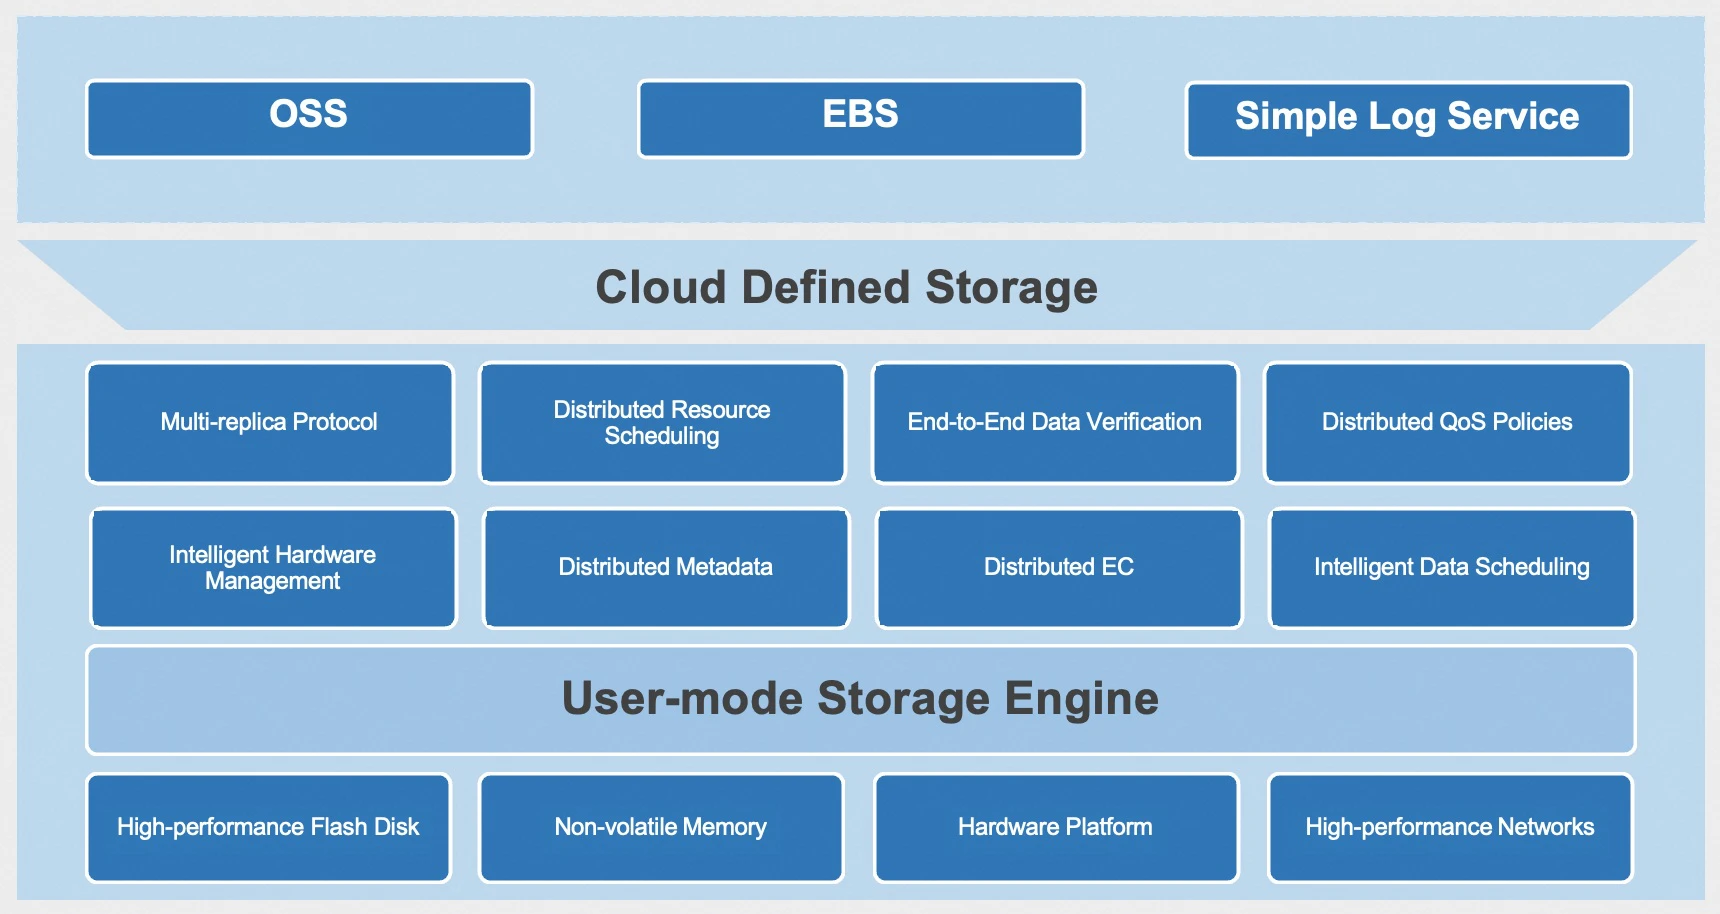 OSS
EBS
Simple Log Service
Cloud Defined Storage
Multi-replica Protocol
Distributed Resource
Scheduling
End-to-End Data Verification
Distributed QoS Policies
Intelligent Hardware
Management
Distributed Metadata
Distributed EC
Intelligent Data Scheduling
User-mode Storage Engine
High-performance Flash Disk
Non-volatile Memory
Hardware Platform
High-performance Networks